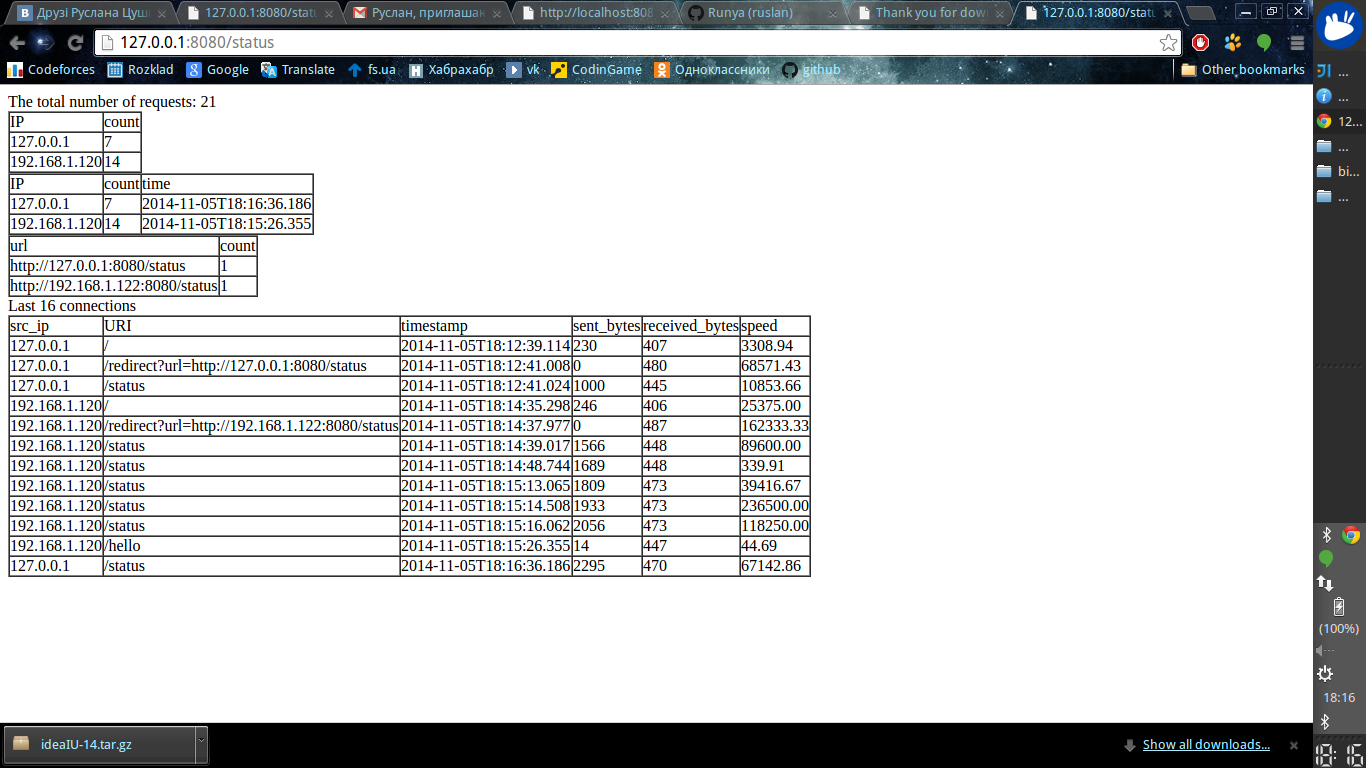 Друзі Руслана Цуш
127.0.0.1:8080/statu
Руслан, приглашан
http://localhost:808
Runya (ruslan)
Thank you for dow
127.0.0.1:8080/statu
127.0.0.1:8080/status
Codeforces Rozklad Google Translate fs.ua Хабрахабр vk CodinGame Одноклассники github Other bookmarks
The total number of requests: 21
IP count
127.0.0.1 7
192.168.1.120 14
IP count time
127.0.0.1 7 2014-11-05T18:16:36.186
192.168.1.120 14 2014-11-05T18:15:26.355
url count
http://127.0.0.1:8080/status 1
http://192.168.1.122:8080/status 1
Last 16 connections
src_ip URI timestamp sent_bytes received_bytes speed
127.0.0.1 / 2014-11-05T18:12:39.114 230 407 3308.94
127.0.0.1 /redirect?url=http://127.0.0.1:8080/status 2014-11-05T18:12:41.008 0 480 68571.43
127.0.0.1 /status 2014-11-05T18:12:41.024 1000 445 10853.66
192.168.1.120 / 2014-11-05T18:14:35.298 246 406 25375.00
192.168.1.120 /redirect?url=http://192.168.1.122:8080/status 2014-11-05T18:14:37.977 0 487 162333.33
192.168.1.120 /status 2014-11-05T18:14:39.017 1566 448 89600.00
192.168.1.120 /status 2014-11-05T18:14:48.744 1689 448 339.91
192.168.1.120 /status 2014-11-05T18:15:13.065 1809 473 39416.67
192.168.1.120 /status 2014-11-05T18:15:14.508 1933 473 236500.00
192.168.1.120 /status 2014-11-05T18:15:16.062 2056 473 118250.00
192.168.1.120 /hello 2014-11-05T18:15:26.355 14 447 44.69
127.0.0.1 /status 2014-11-05T18:16:36.186 2295 470 67142.86
ideaIU-14.tar.gz
Show all downloads...
...
...
12...
...
bi...
...
(100%)
18:16
18:16